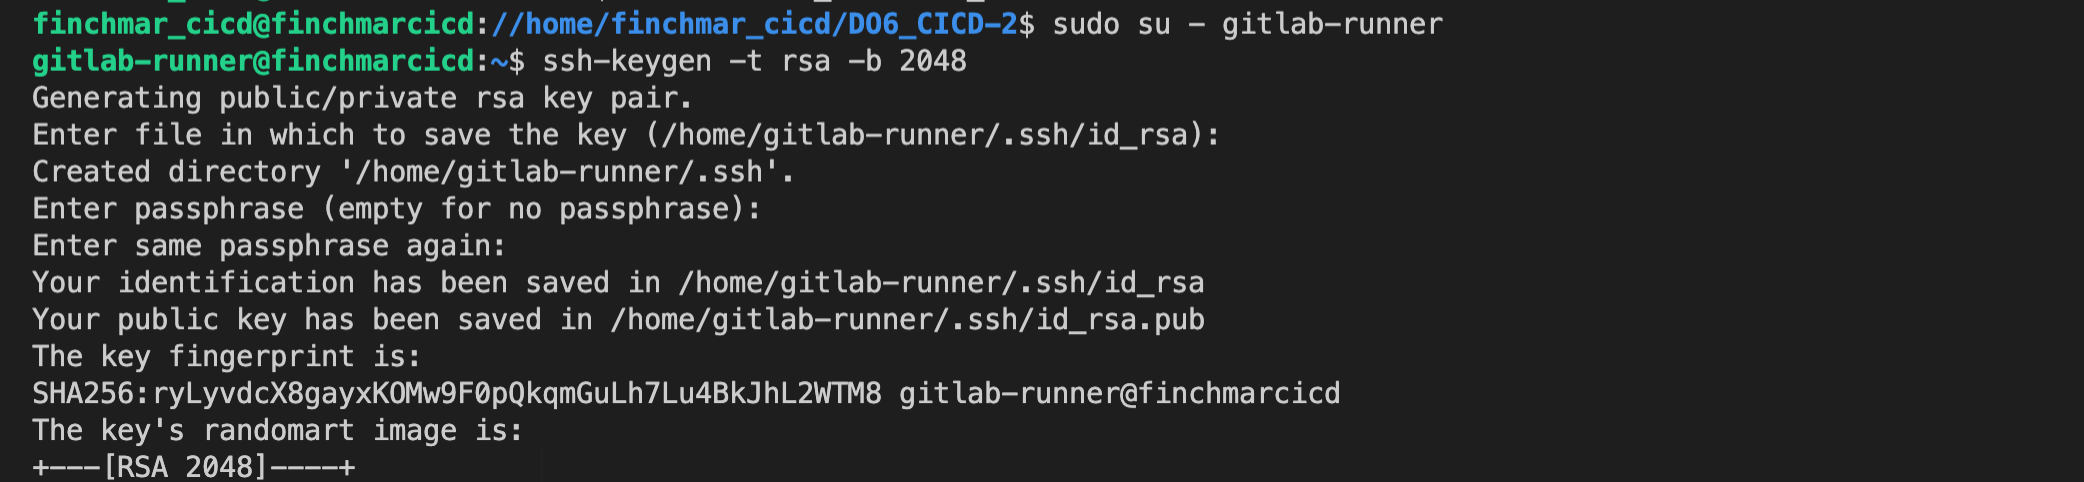 finchmar_cicd@finchmarcicd://home/finchmar_cicd/DO6_CICD-2$ sudo su - gitlab-runner
gitlab-runner@finchmarcicd:~$ ssh-keygen -t rsa -b 2048
Generating public/private rsa key pair.
Enter file in which to save the key (/home/gitlab-runner/.ssh/id_rsa):
Created directory '/home/gitlab-runner/.ssh'.
Enter passphrase (empty for no passphrase):
Enter same passphrase again:
Your identification has been saved in /home/gitlab-runner/.ssh/id_rsa
Your public key has been saved in /home/gitlab-runner/.ssh/id_rsa.pub
The key fingerprint is:
SHA256:ryLyvdcX8gayxKOMw9F0pQkqmGuLh7Lu4BkJhL2WTM8 gitlab-runner@finchmarcicd
The key's randomart image is:
+---[RSA 2048]----+